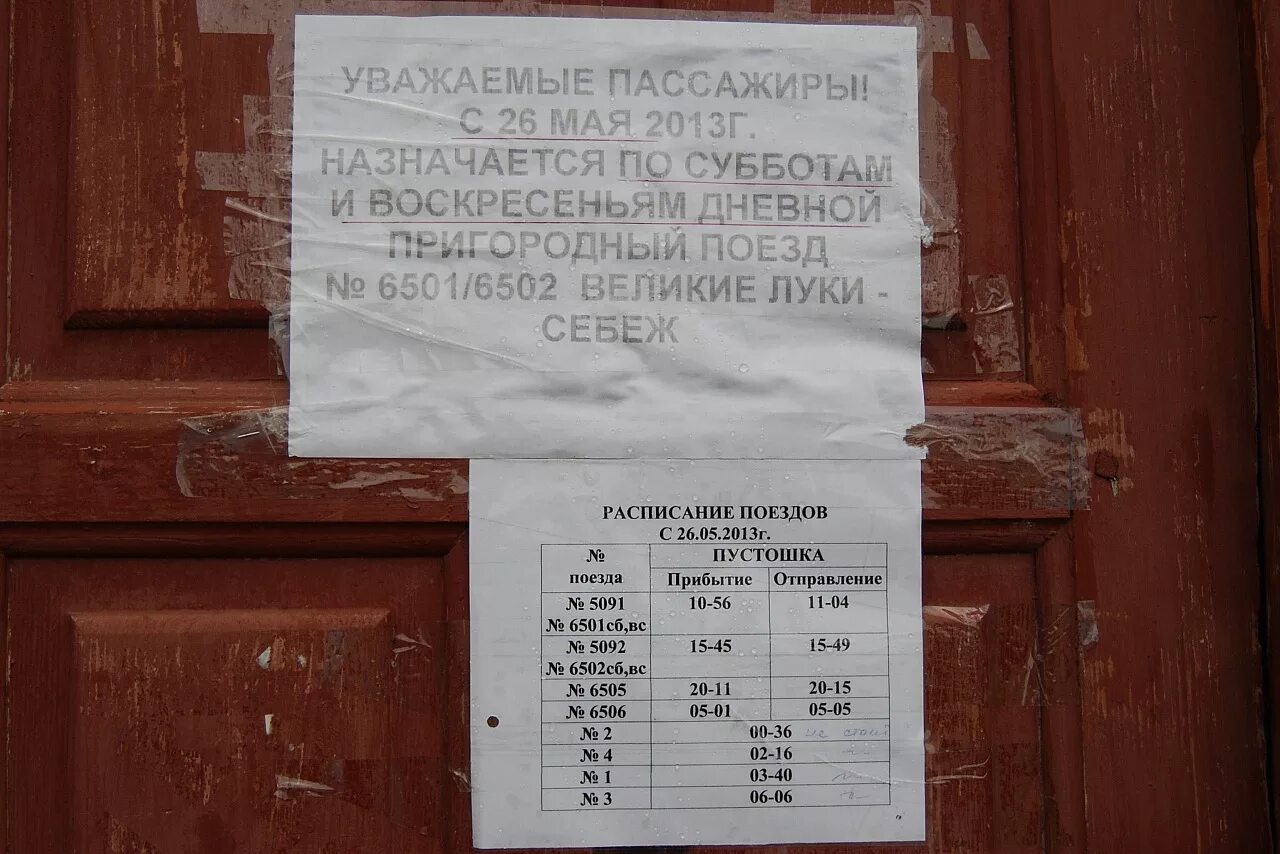 УВАЖАЕМЫЕ ПАССАЖИРЫ!
С 26 МАЯ 2013Г.
НАЗНАЧАЕТСЯ ПО СУББОТАМ
И ВОСКРЕСЕНЬЯМ ДНЕВНОЙ
ПРИГОРОДНЫЙ ПОЕЗД
№ 6501/6502 ВЕЛИКИЕ ЛУКИ -
СЕБЕЖ
РАСПИСАНИЕ ПОЕЗДОВ
С 26.05.2013г.
№ ПУСТОШКА
поезда Прибытие Отправление
№ 5091 10-56 11-04
№ 6501сб,вс
№ 5092 15-45 15-49
№ 6502сб,вс
№ 6505 20-11 20-15
№ 6506 05-01 05-05
№ 2 00-36 не стоит
№ 4 02-16
№ 1 03-40
№ 3 06-06